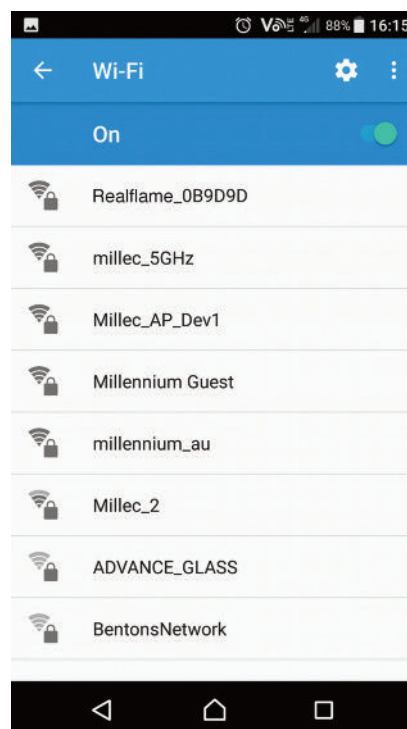 88% 16:15
Wi-Fi
On
Realflame_0B9D9D
millec_5GHz
Millec_AP_Dev1
Millennium Guest
millennium_au
Millec_2
ADVANCE_GLASS
BentonsNetwork